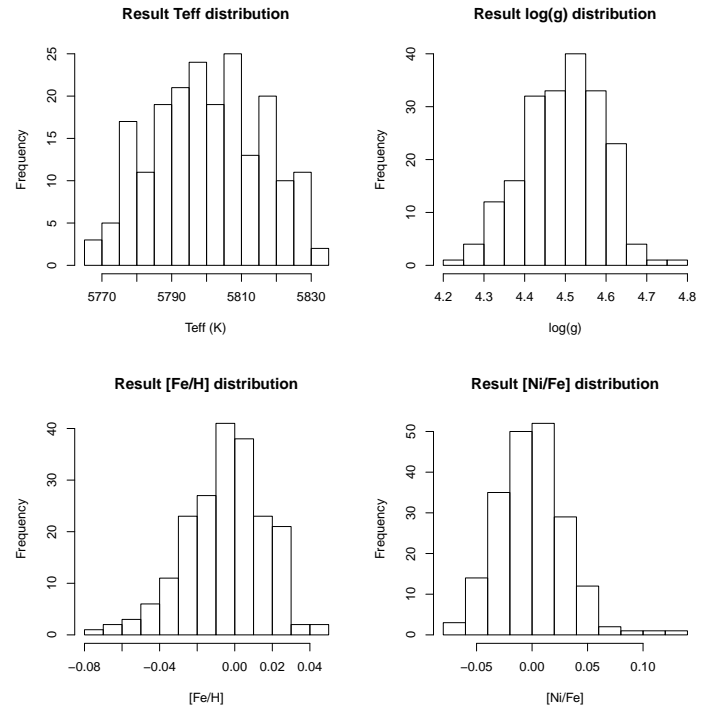 Result Teff distribution
Frequency
25
20
15
10
5
0
5770 5790 5810 5830
Teff (K)
Result log(g) distribution
Frequency
40
30
20
10
0
4.2 4.3 4.4 4.5 4.6 4.7 4.8
log(g)
Result [Fe/H] distribution
Frequency
40
30
20
10
0
−0.08 −0.04 0.00 0.02 0.04
[Fe/H]
Result [Ni/Fe] distribution
Frequency
50
40
30
20
10
0
−0.05 0.00 0.05 0.10
[Ni/Fe]